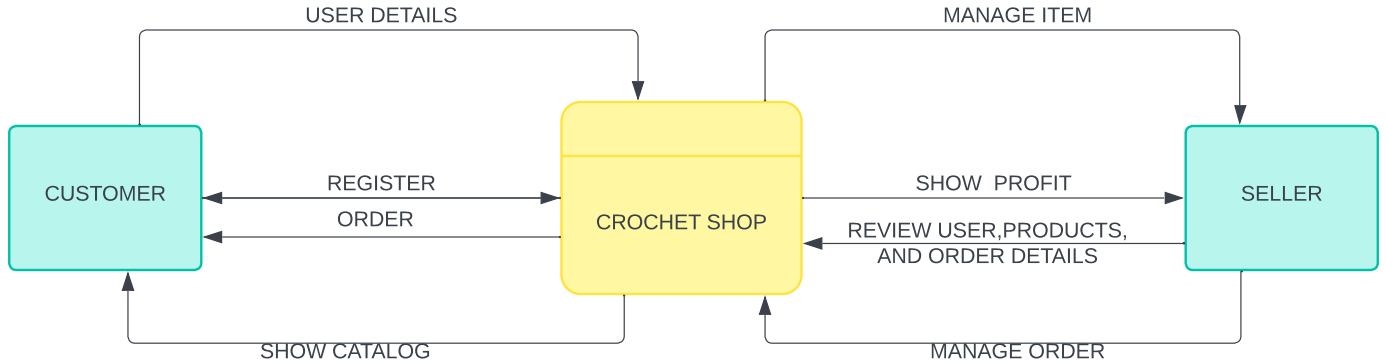 USER DETAILS
MANAGE ITEM
CUSTOMER
REGISTER
ORDER
CROCHET SHOP
SHOW  PROFIT
REVIEW USER,PRODUCTS,
AND ORDER DETAILS
SELLER
SHOW CATALOG
MANAGE ORDER